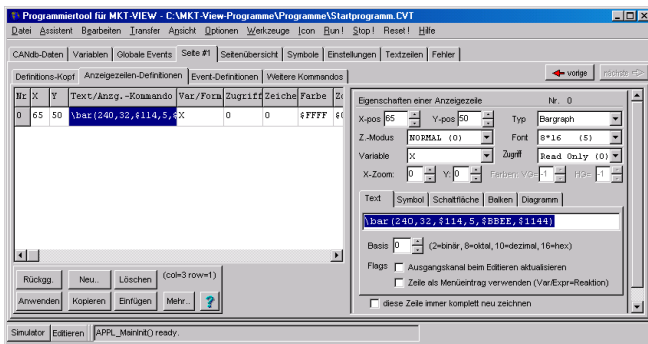 Programmiertool für MKT-VIEW - C:\MKT-View-Programme\Programme\Startprogramm.CVT
Datei Assistent Bearbeiten Transfer Ansicht Optionen Werkzeuge Icon Run! Stop! Reset! Hilfe
CANdb-Daten Variablen Globale Events Seite #1 Seitenübersicht Symbole Einstellungen Textzeilen Fehler
Definitions-Kopf Anzeigezeilen-Definitionen Event-Definitionen Weitere Kommandos
vorige nächste =>
Nr X Y Text/Anzg.-Kommando Var/Form Zugriff Zeiche Farbe
0 65 50 \bar(240,32,$114,5,$ X 0 0 $FFFF
Eigenschaften einer Anzeigezeile Nr. 0
X-pos 65 Y-pos 50 Typ Bargraph
Z.-Modus NORMAL (0) Font 8*16 (5)
Variable X Zugriff Read Only (0)
X-Zoom: 0 Y: 0 Farben: VG= -1 HG= -1
Text Symbol Schaltfläche Balken Diagramm
\bar(240,32,$114,5,$BBEE,$1144)
Basis 0 (2=binär, 8=oktal, 10=dezimal, 16=hex)
Flags Ausgangskanal beim Editieren aktualisieren
Zeile als Menüeintrag verwenden (Var/Expr=Reaktion)
diese Zeile immer komplett neu zeichnen
Rückgg. Neu.. Löschen (col=3 row=1)
Anwenden Kopieren Einfügen Mehr.. ?
Simulator Editieren APPL_MainInit() ready.